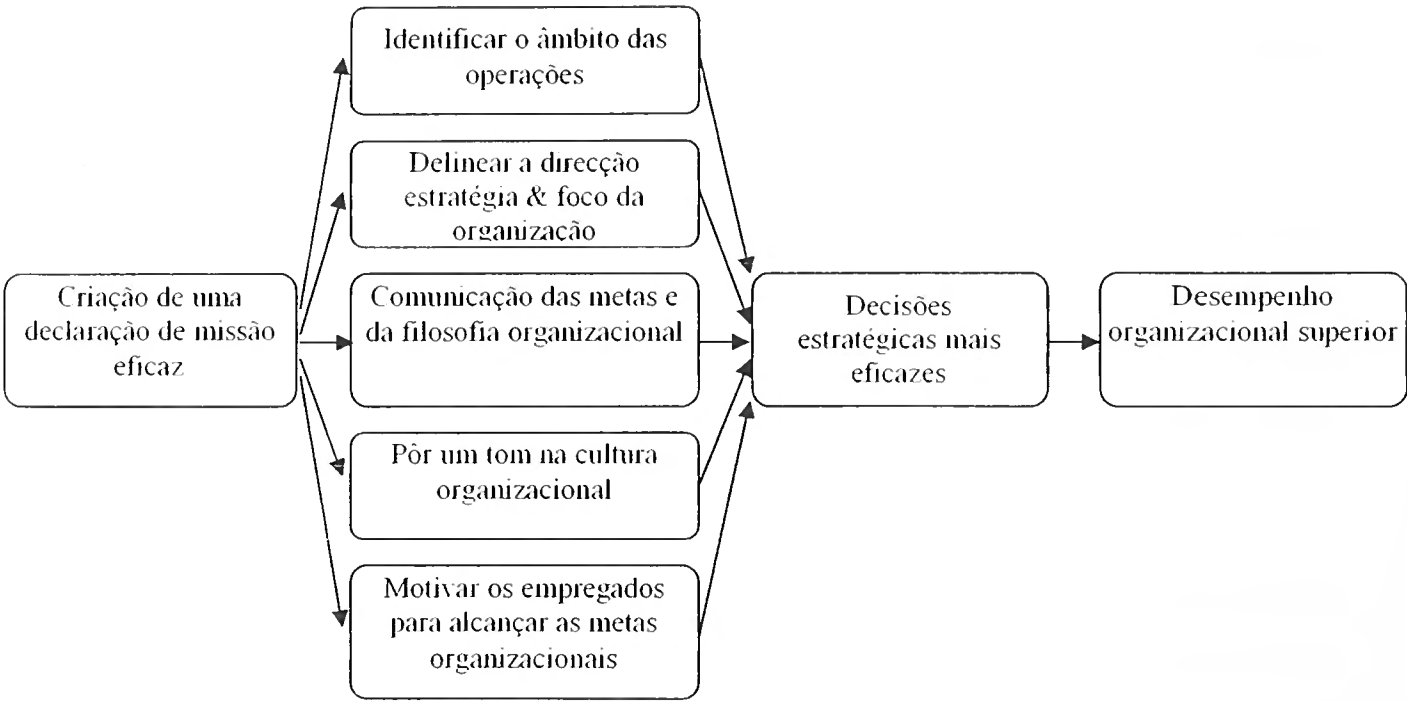 Criação de uma
declaração de missão
eficaz
Identificar o âmbito das
operações
Delinear a direcção
estratégia & foco da
organização
Comunicação das metas e
da filosofia organizacional
Pôr um tom na cultura
organizacional
Motivar os empregados
para alcançar as metas
organizacionais
Decisões
estratégicas mais
eficazes
Desempenho
organizacional superior